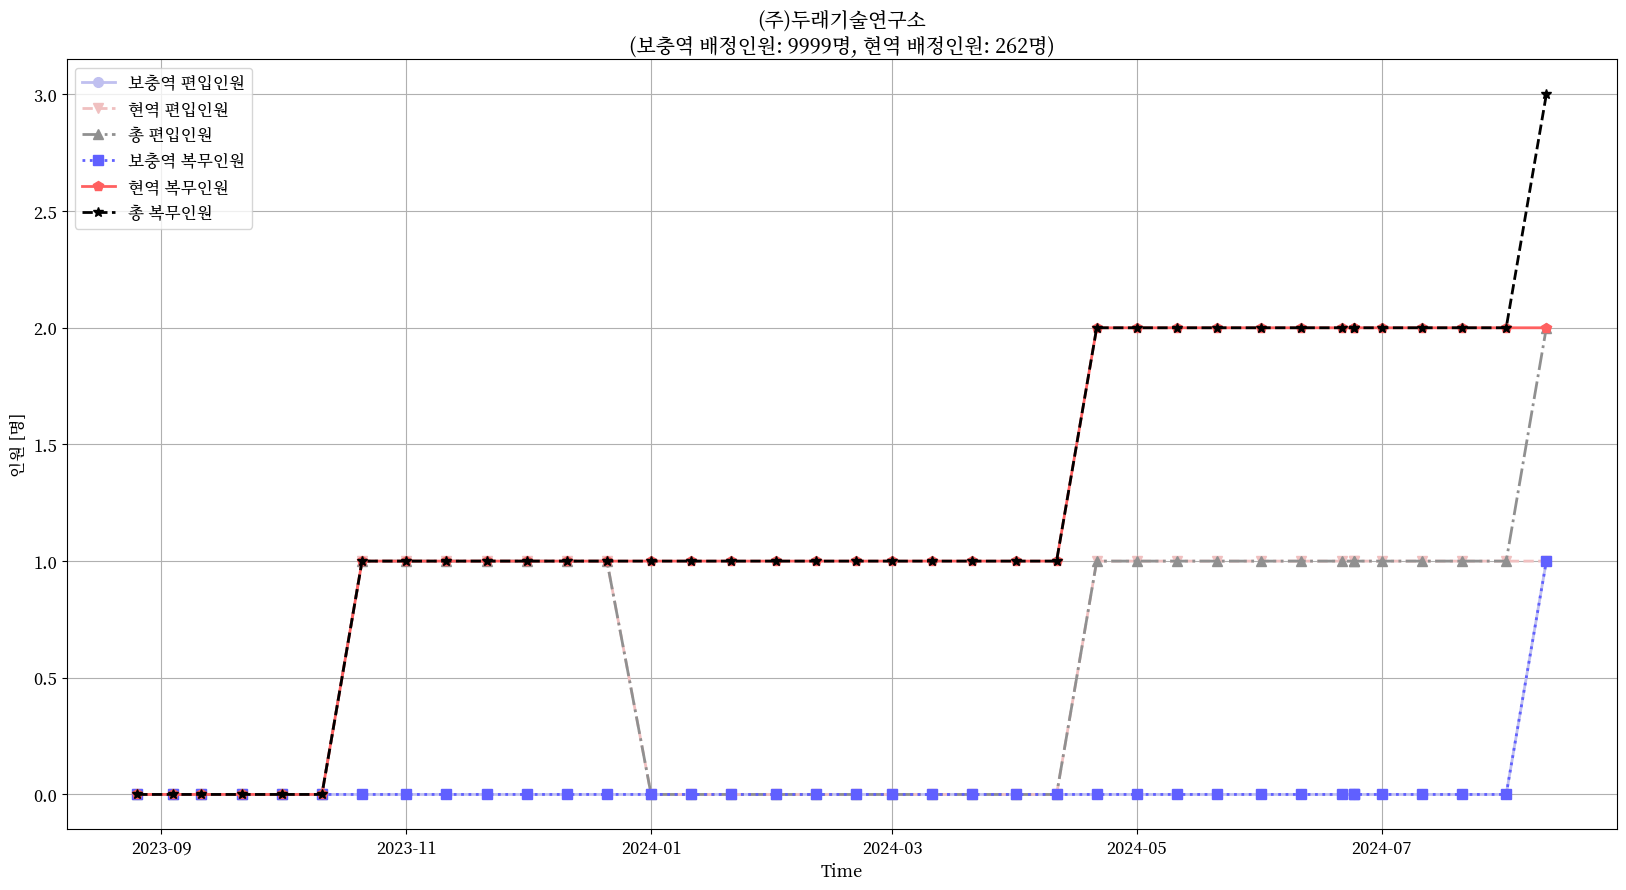 (주)두래기술연구소
(보충역 배정인원: 9999명, 현역 배정인원: 262명)
보충역 편입인원
현역 편입인원
총 편입인원
보충역 복무인원
현역 복무인원
총 복무인원
3.0
2.5
2.0
1.5
1.0
0.5
0.0
인원 [명]
2023-09
2023-11
2024-01
2024-03
2024-05
2024-07
Time